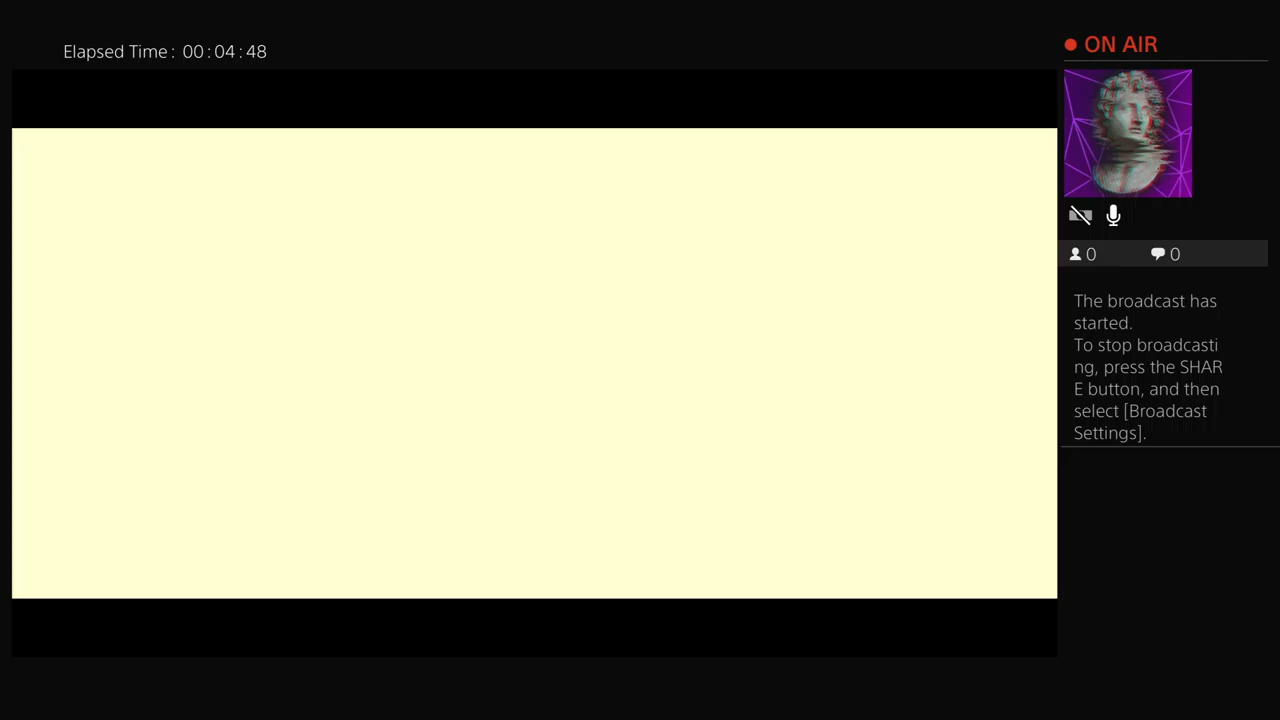 Elapsed Time: 00:04:48
ON AIR
0 0
The broadcast has
started.
To stop broadcasti
ng, press the SHAR
E button, and then
select [Broadcast
Settings].